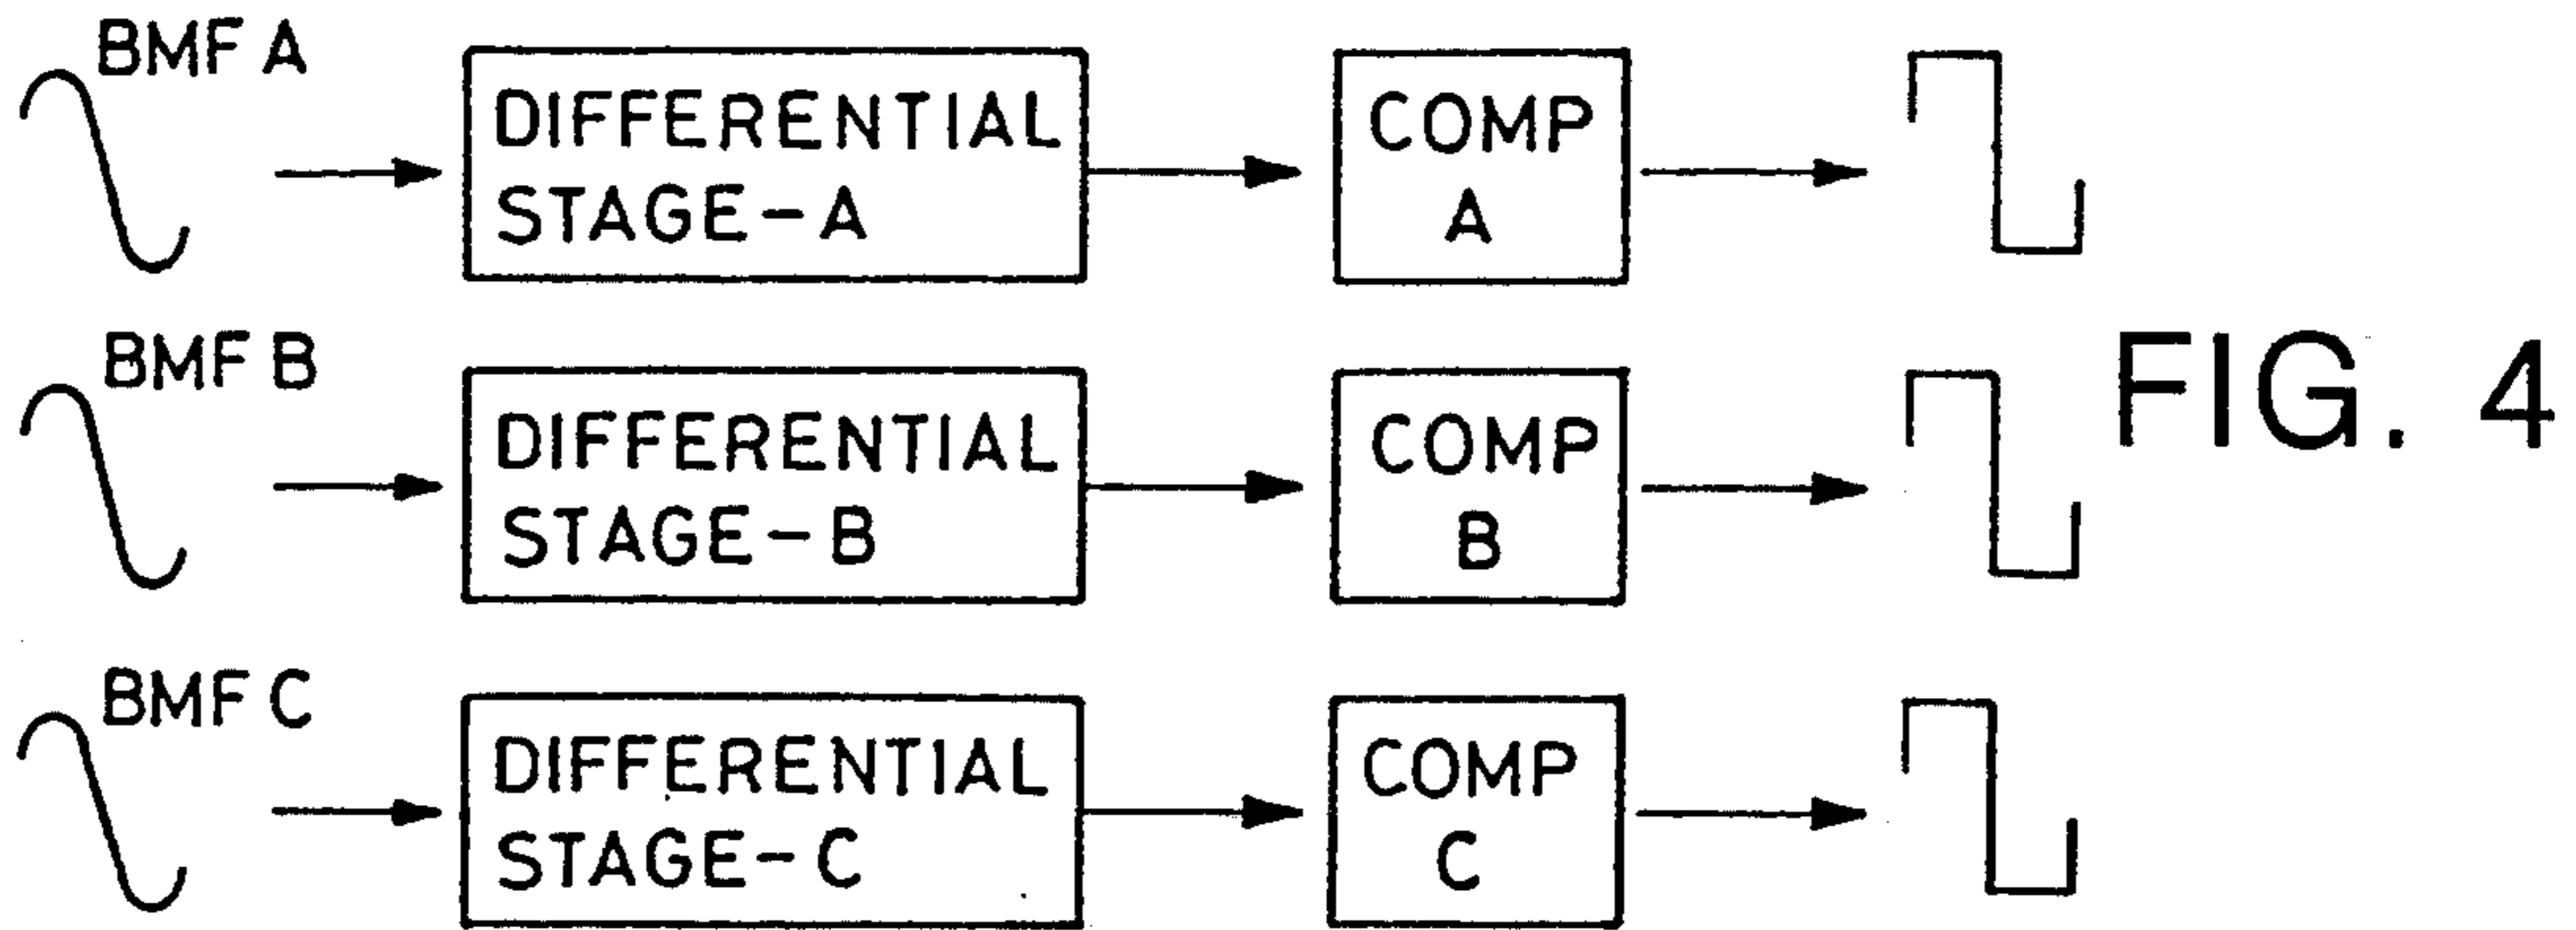 BMF A
DIFFERENTIAL
STAGE-A
COMP
A
BMF B
DIFFERENTIAL
STAGE-B
COMP
B
FIG. 4
BMF C
DIFFERENTIAL
STAGE-C
COMP
C